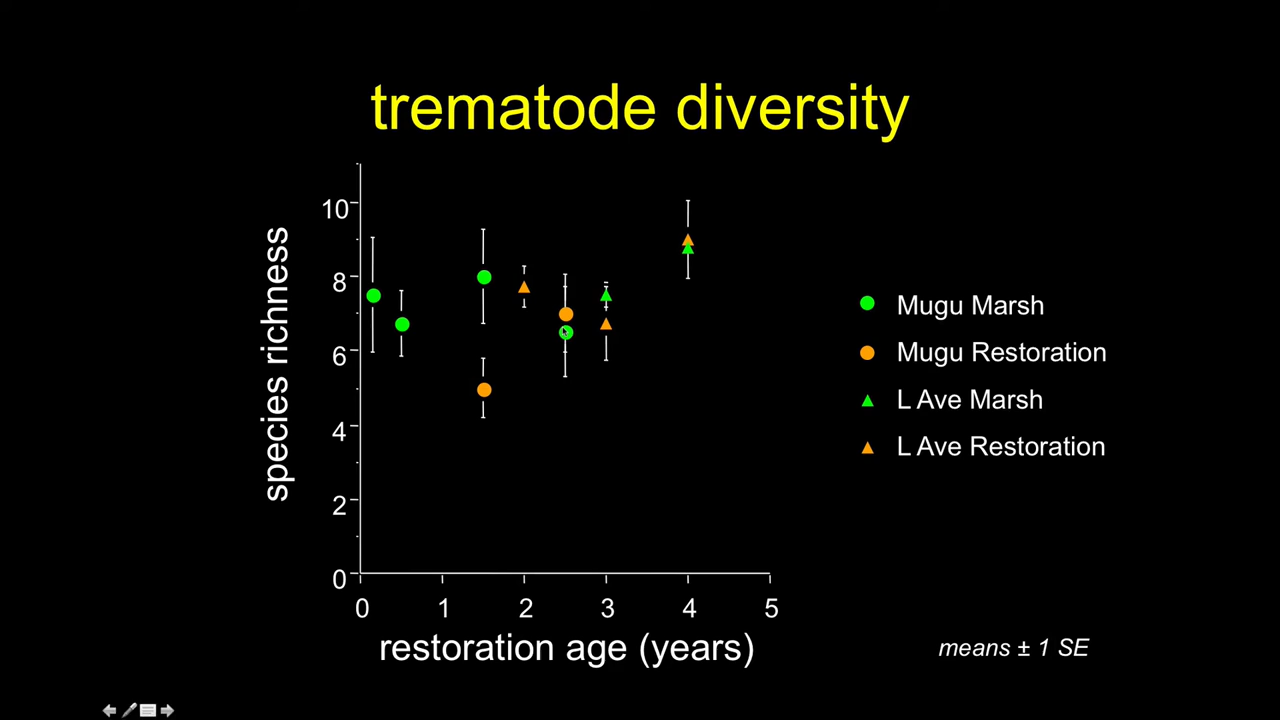 trematode diversity
species richness
10
8
6
4
2
0
0 1 2 3 4 5
restoration age (years)
Mugu Marsh
Mugu Restoration
L Ave Marsh
L Ave Restoration
means ± 1 SE